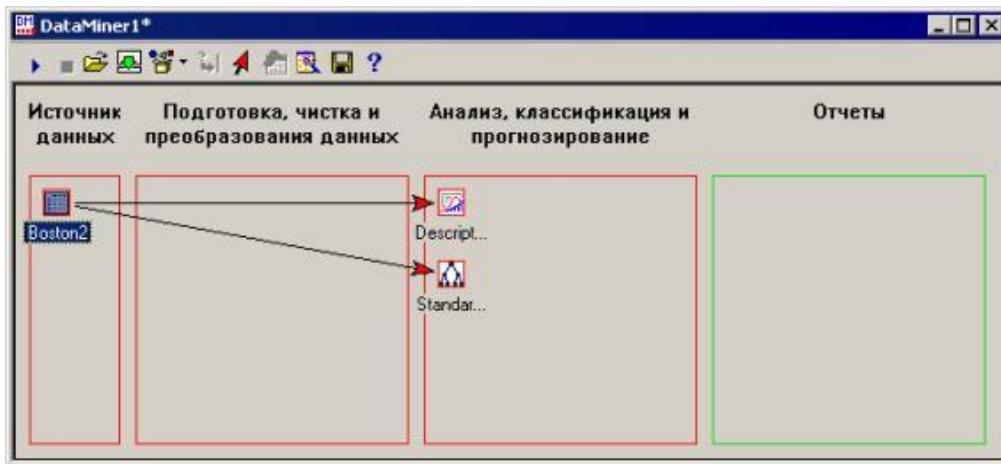 DataMiner1*
Источник данных
Подготовка, чистка и преобразования данных
Анализ, классификация и прогнозирование
Отчеты
Boston2
Descript...
Standar...